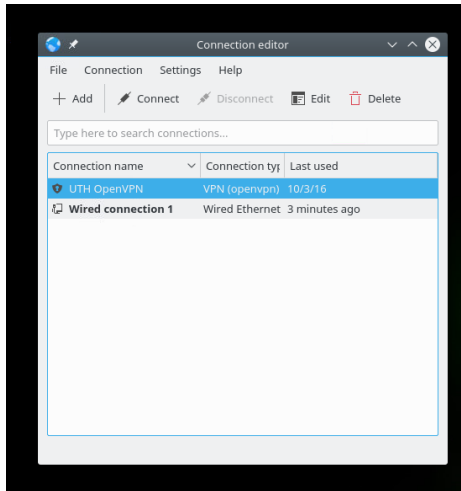 Connection editor
File Connection Settings Help
Add Connect Disconnect Edit Delete
Type here to search connections...
Connection name Connection typ Last used
UTH OpenVPN VPN (openvpn) 10/3/16
Wired connection 1 Wired Ethernet 3 minutes ago